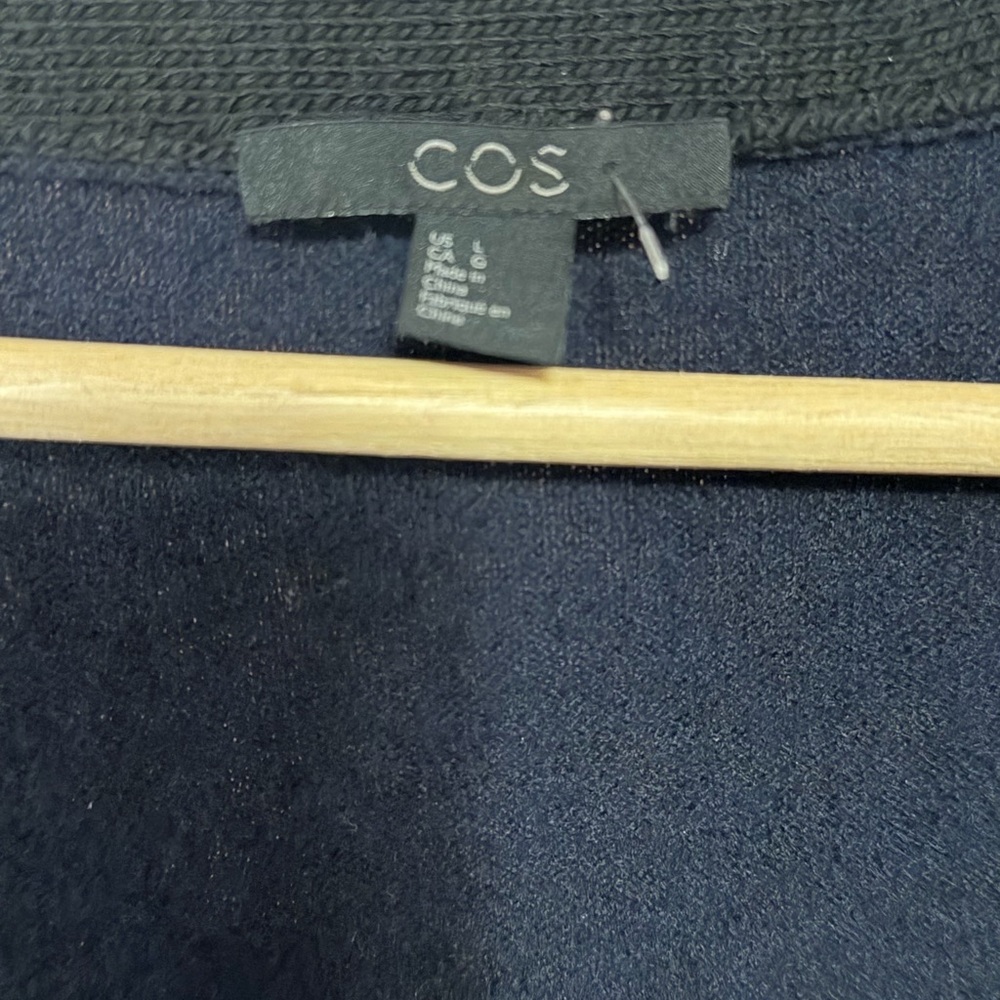 COS
US L
CA G
Made in
China
Fabriqué en
Chine